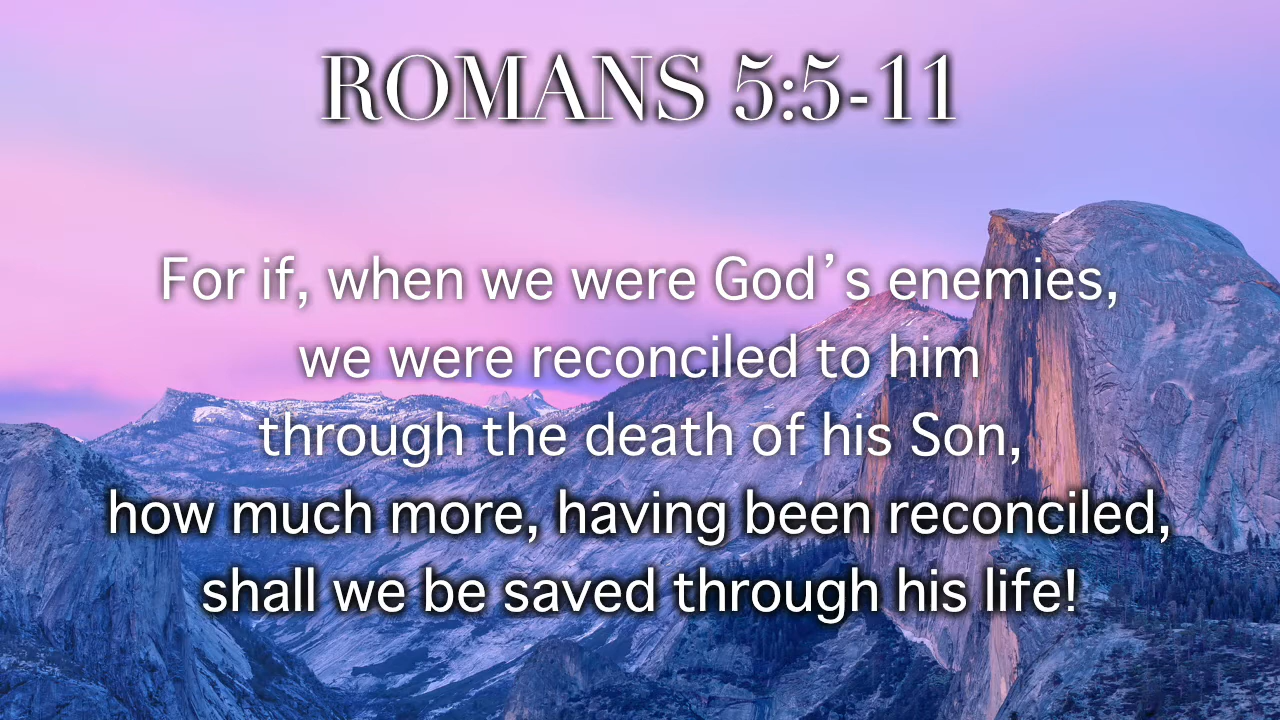 ROMANS 5:5-11
For if, when we were God’s enemies,
we were reconciled to him
through the death of his Son,
how much more, having been reconciled,
shall we be saved through his life!